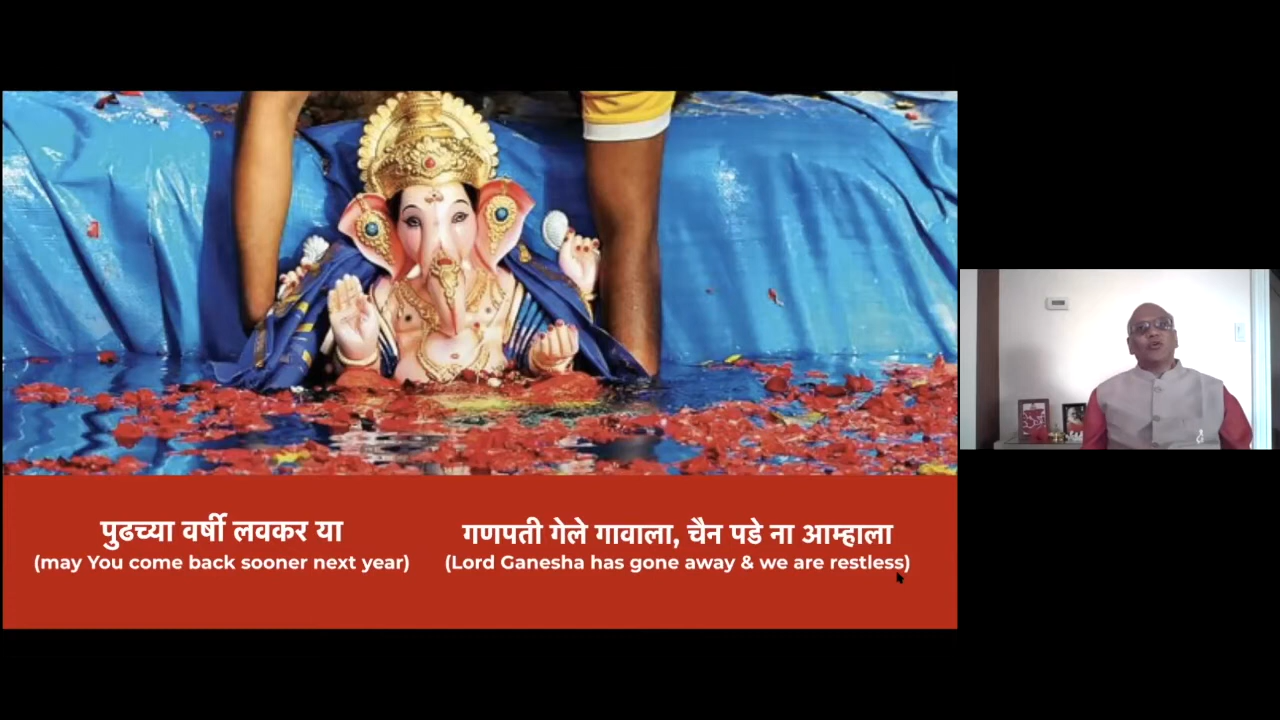 पुढच्या वर्षी लवकर या
(may You come back sooner next year)
गणपती गेले गावाला, चैन पडे ना आम्हाला
(Lord Ganesha has gone away & we are restless)